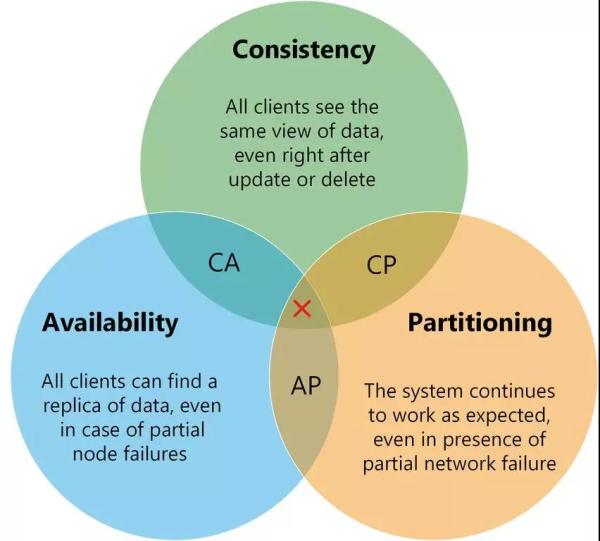 Consistency
All clients see the
same view of data,
even right after
update or delete
CA
CP
Availability
All clients can find a
replica of data, even
in case of partial
node failures
AP
Partitioning
The system continues
to work as expected,
even in presence of
partial network failure